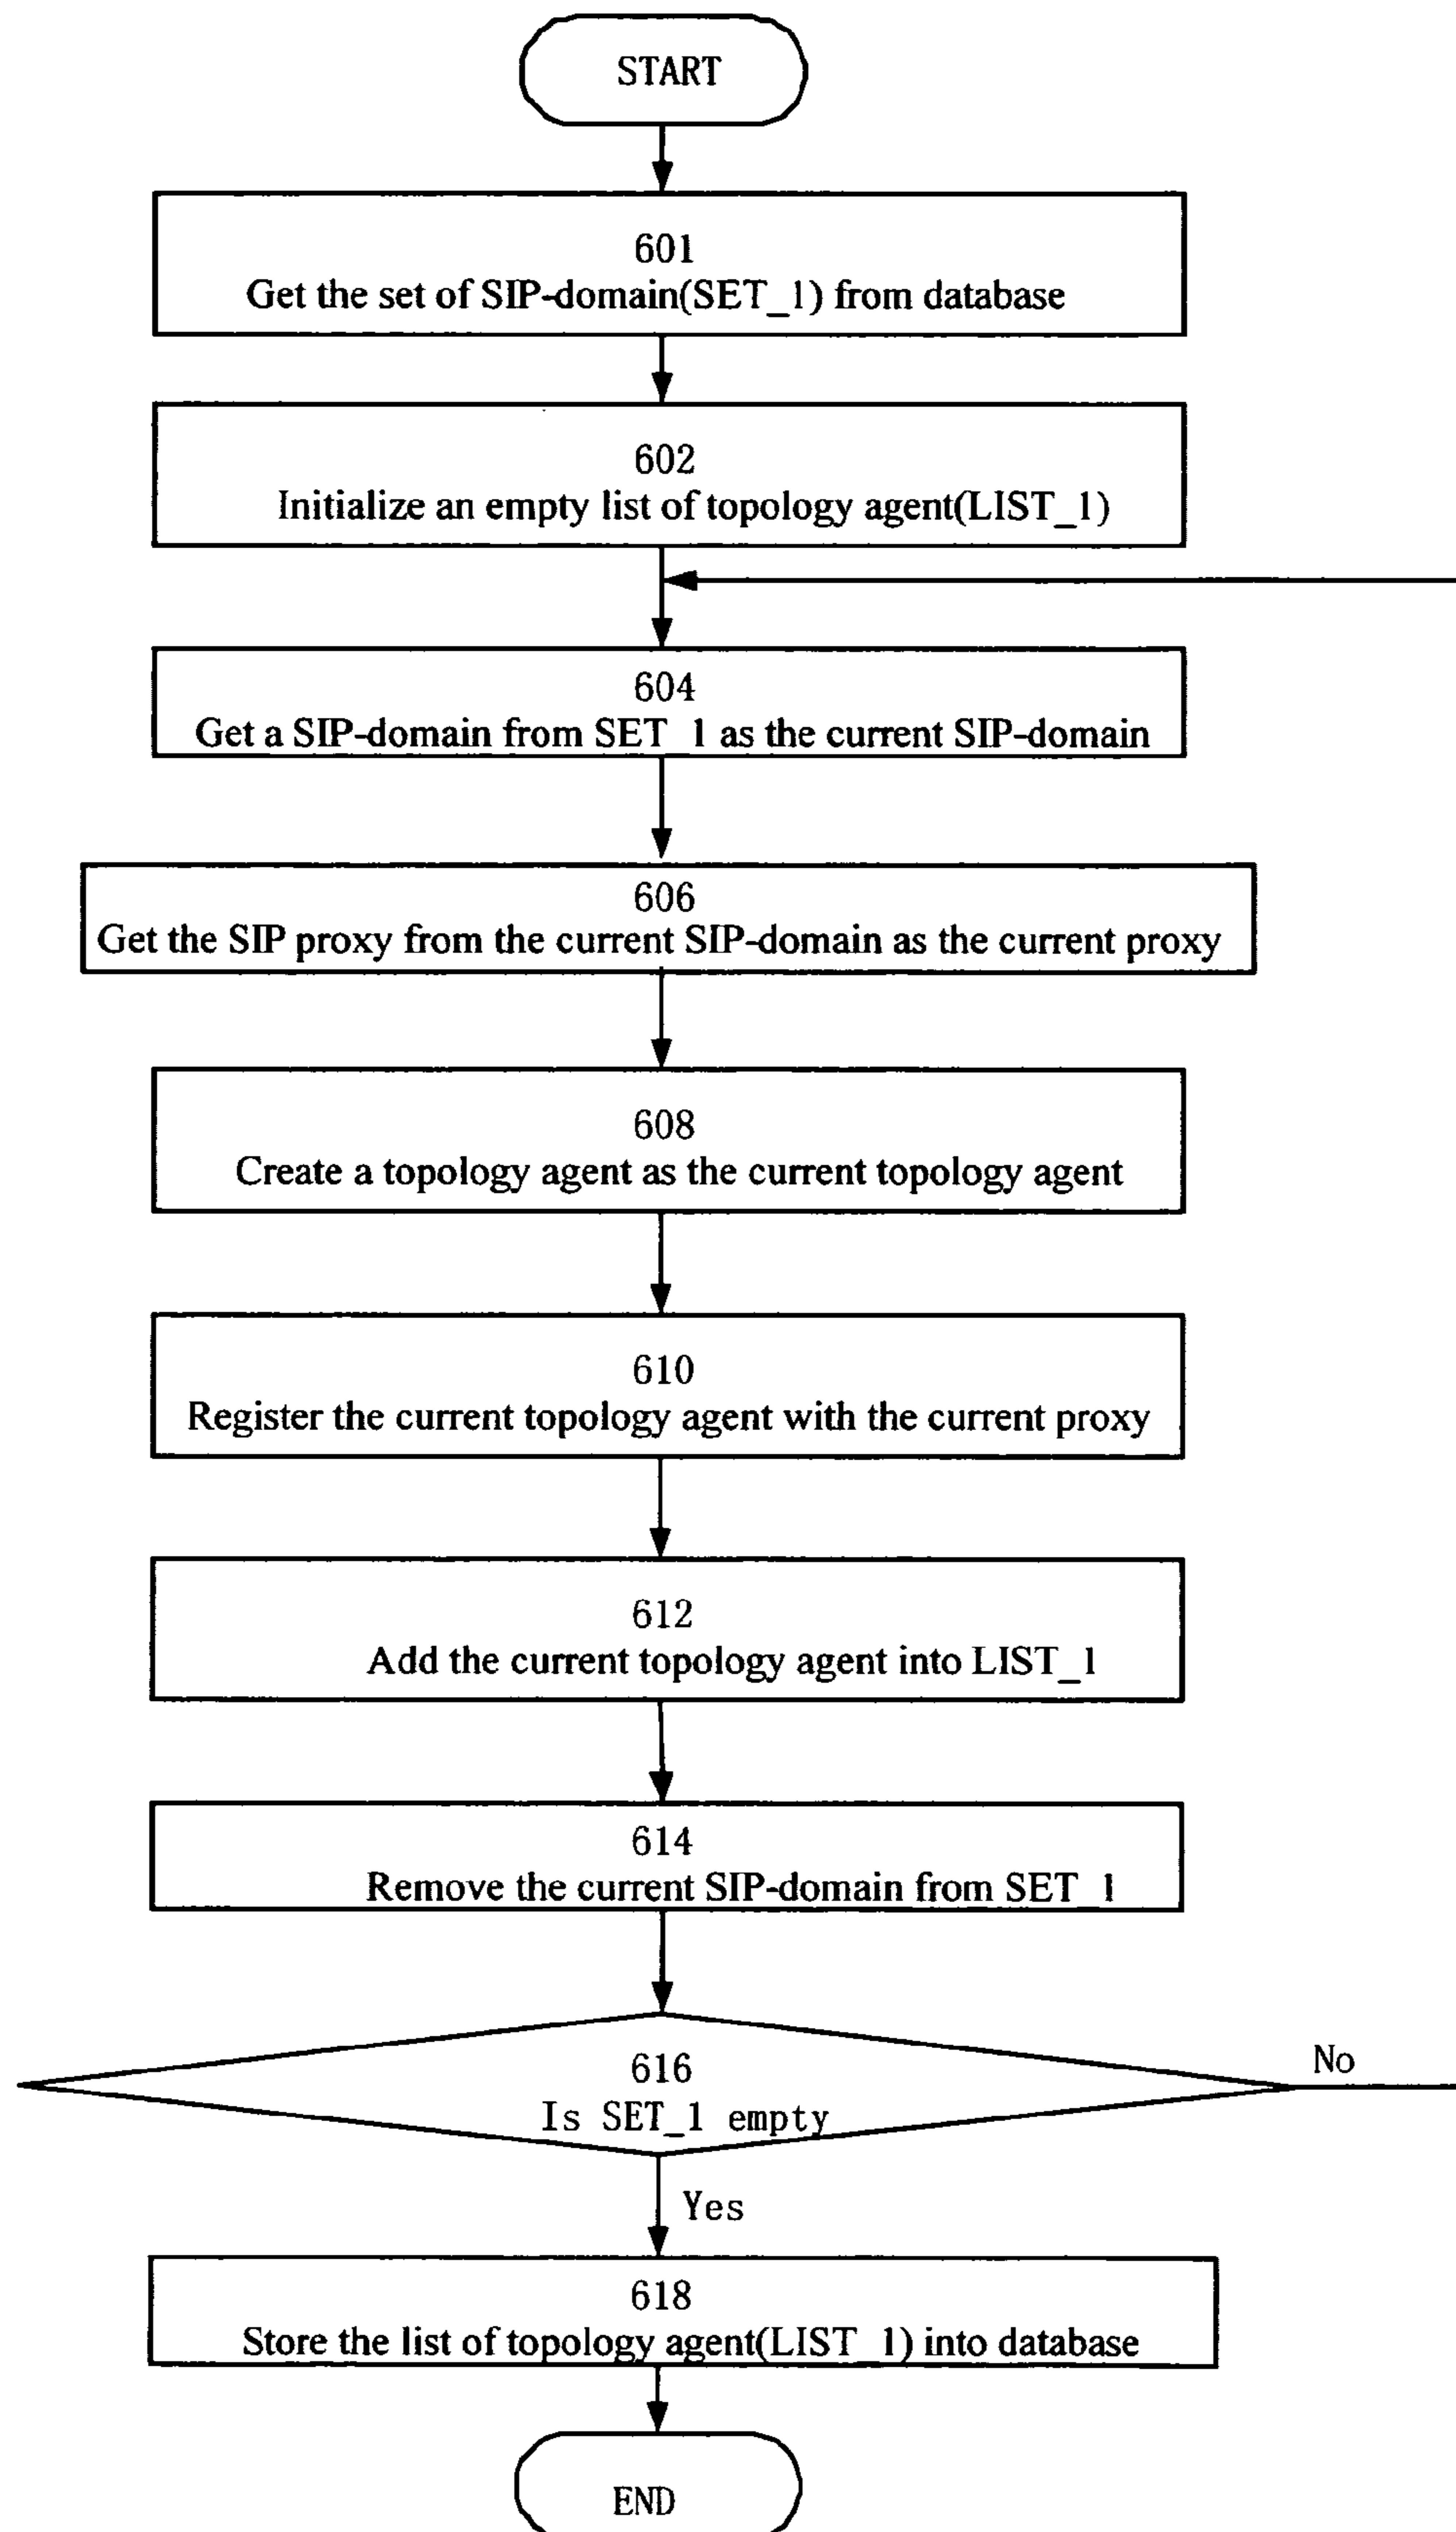 START
601
Get the set of SIP-domain(SET_1) from database
602
Initialize an empty list of topology agent(LIST_1)
604
Get a SIP-domain from SET_1 as the current SIP-domain
606
Get the SIP proxy from the current SIP-domain as the current proxy
608
Create a topology agent as the current topology agent
610
Register the current topology agent with the current proxy
612
Add the current topology agent into LIST_1
614
Remove the current SIP-domain from SET_1
616
Is SET_1 empty
No
Yes
618
Store the list of topology agent(LIST_1) into database
END